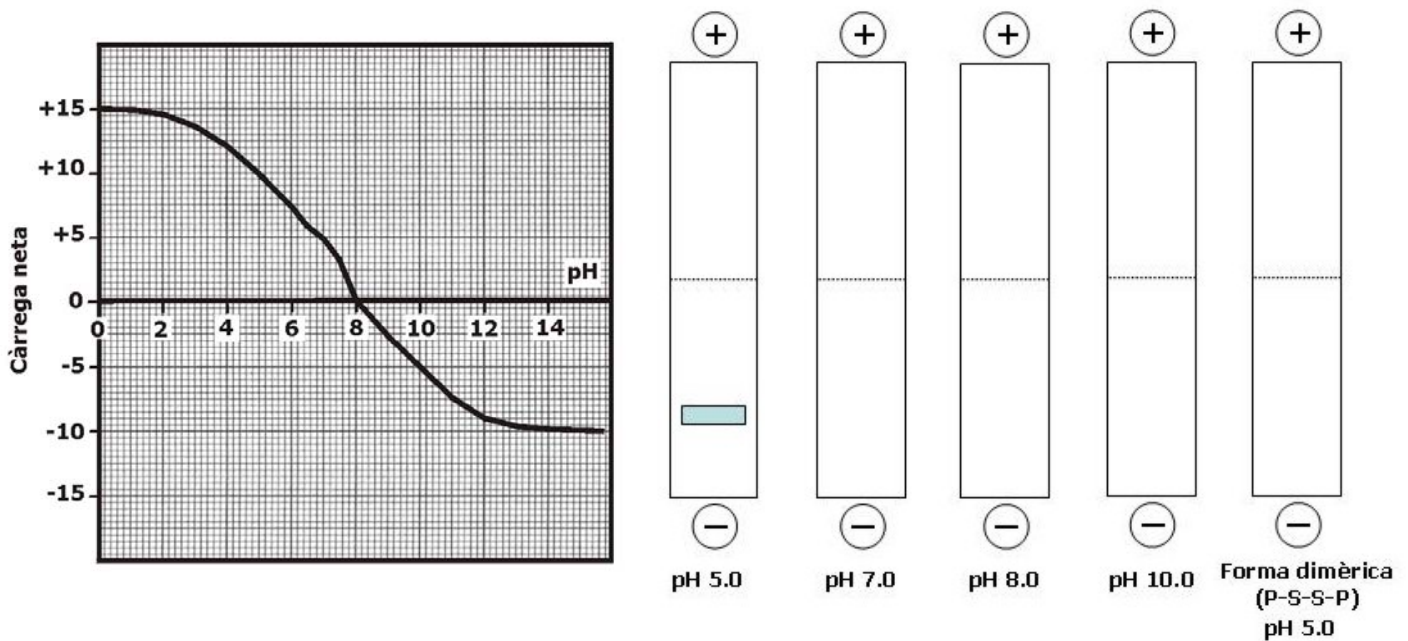 Càrrega neta
+15
+10
+5
0
-5
-10
-15
pH
0 2 4 6 8 10 12 14
+ + + + +
− − − − −
pH 5.0
pH 7.0
pH 8.0
pH 10.0
Forma dimèrica
(P-S-S-P)
pH 5.0